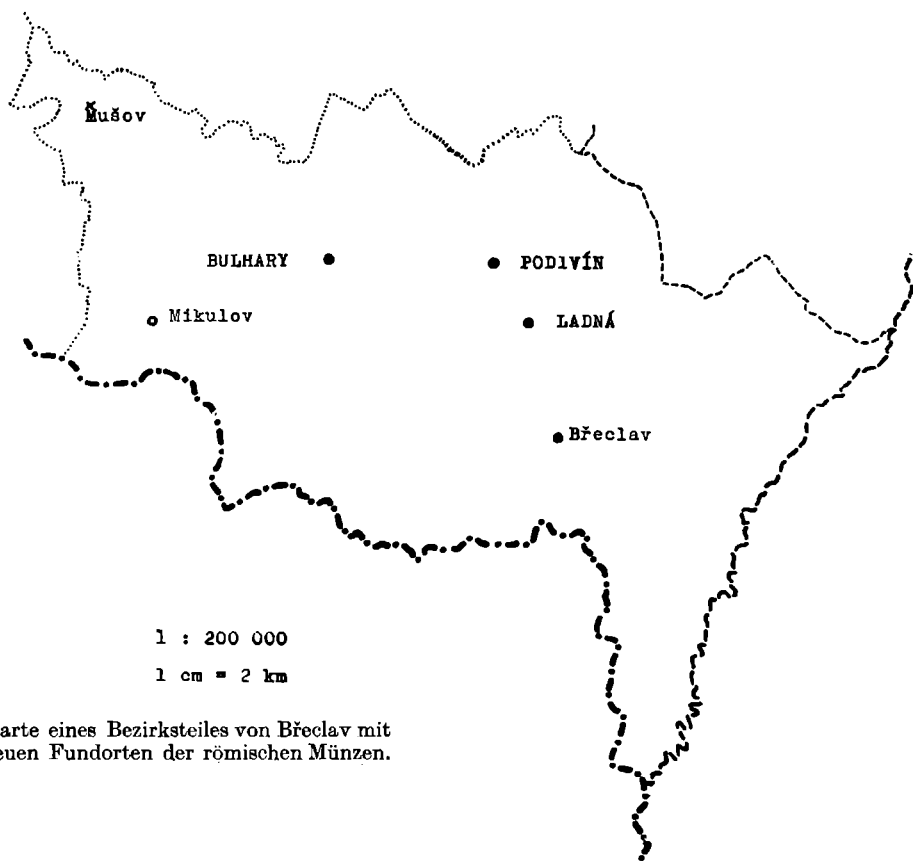 Mušov
BULHARY
PODIVÍN
Mikulov
LADNÁ
Břeclav
1 : 200 000
1 cm = 2 km
arte eines Bezirksteiles von Břeclav mit
euen Fundorten der römischen Münzen.